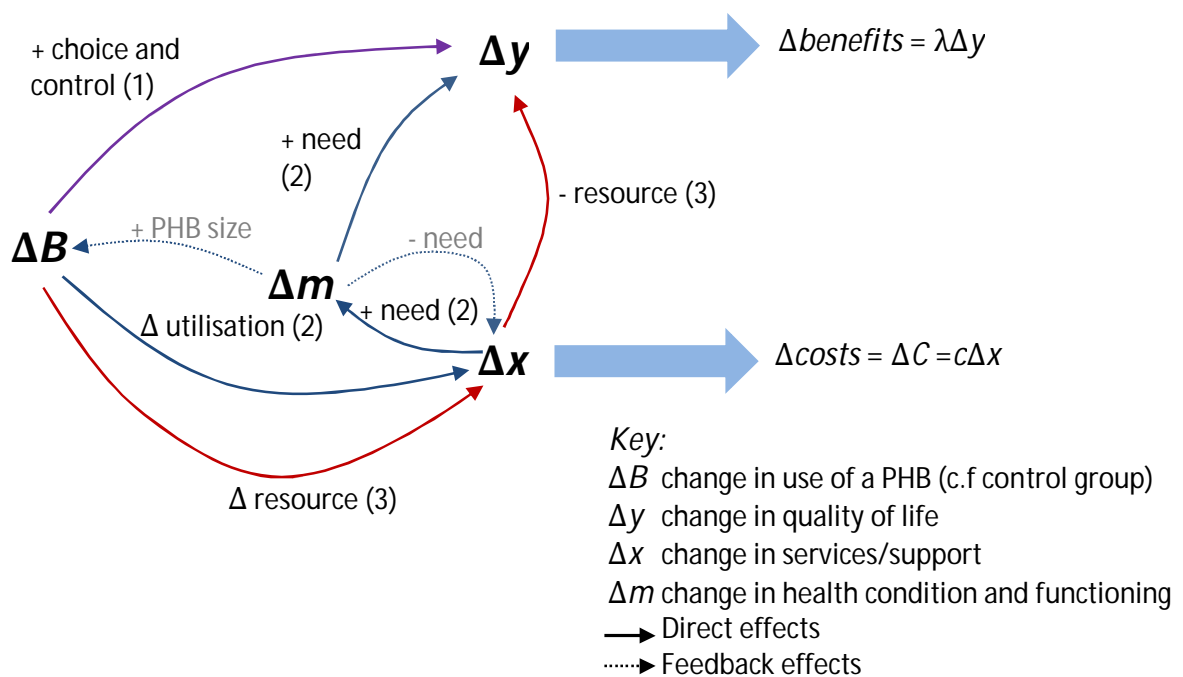 + choice and
control (1)
Δy
Δbenefits = λΔy
+ need
(2)
- resource (3)
+ PHB size
- need
ΔB
Δm
Δ utilisation (2)
+ need (2)
Δx
Δcosts = ΔC =cΔx
Δ resource (3)
Key:
ΔB change in use of a PHB (c.f control group)
Δy change in quality of life
Δx change in services/support
Δm change in health condition and functioning
Direct effects
Feedback effects